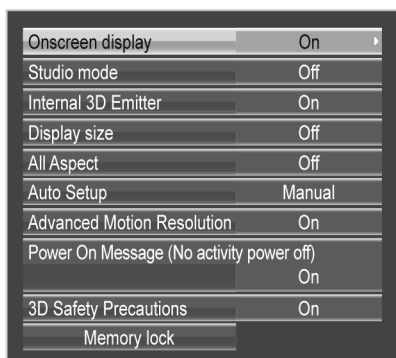 Onscreen display On
Studio mode Off
Internal 3D Emitter On
Display size Off
All Aspect Off
Auto Setup Manual
Advanced Motion Resolution On
Power On Message (No activity power off)
On
3D Safety Precautions On
Memory lock